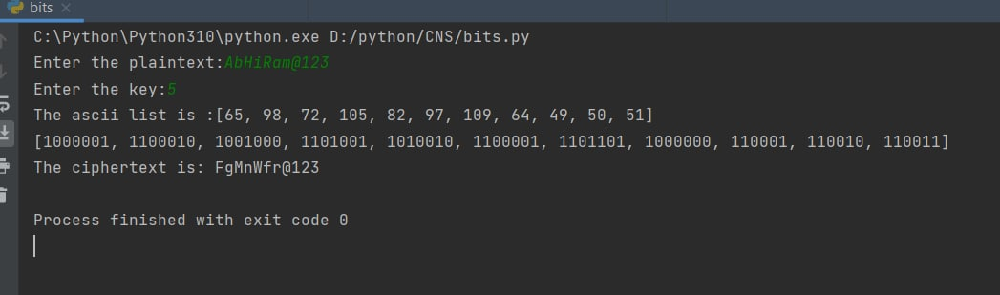 bits
C:\Python\Python310\python.exe D:/python/CNS/bits.py
Enter the plaintext:AbHiRam@123
Enter the key:5
The ascii list is :[65, 98, 72, 105, 82, 97, 109, 64, 49, 50, 51]
[1000001, 1100010, 1001000, 1101001, 1010010, 1100001, 1101101, 1000000, 110001, 110010, 110011]
The ciphertext is: FgMnWfr@123
Process finished with exit code 0